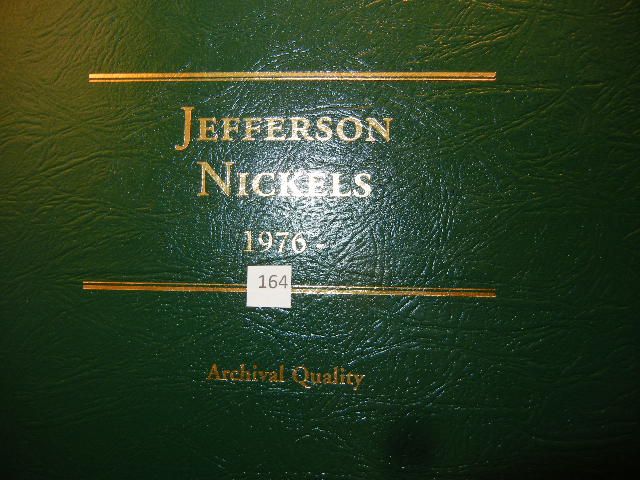 JEFFERSON
NICKELS
1976 -
164
Archival Quality